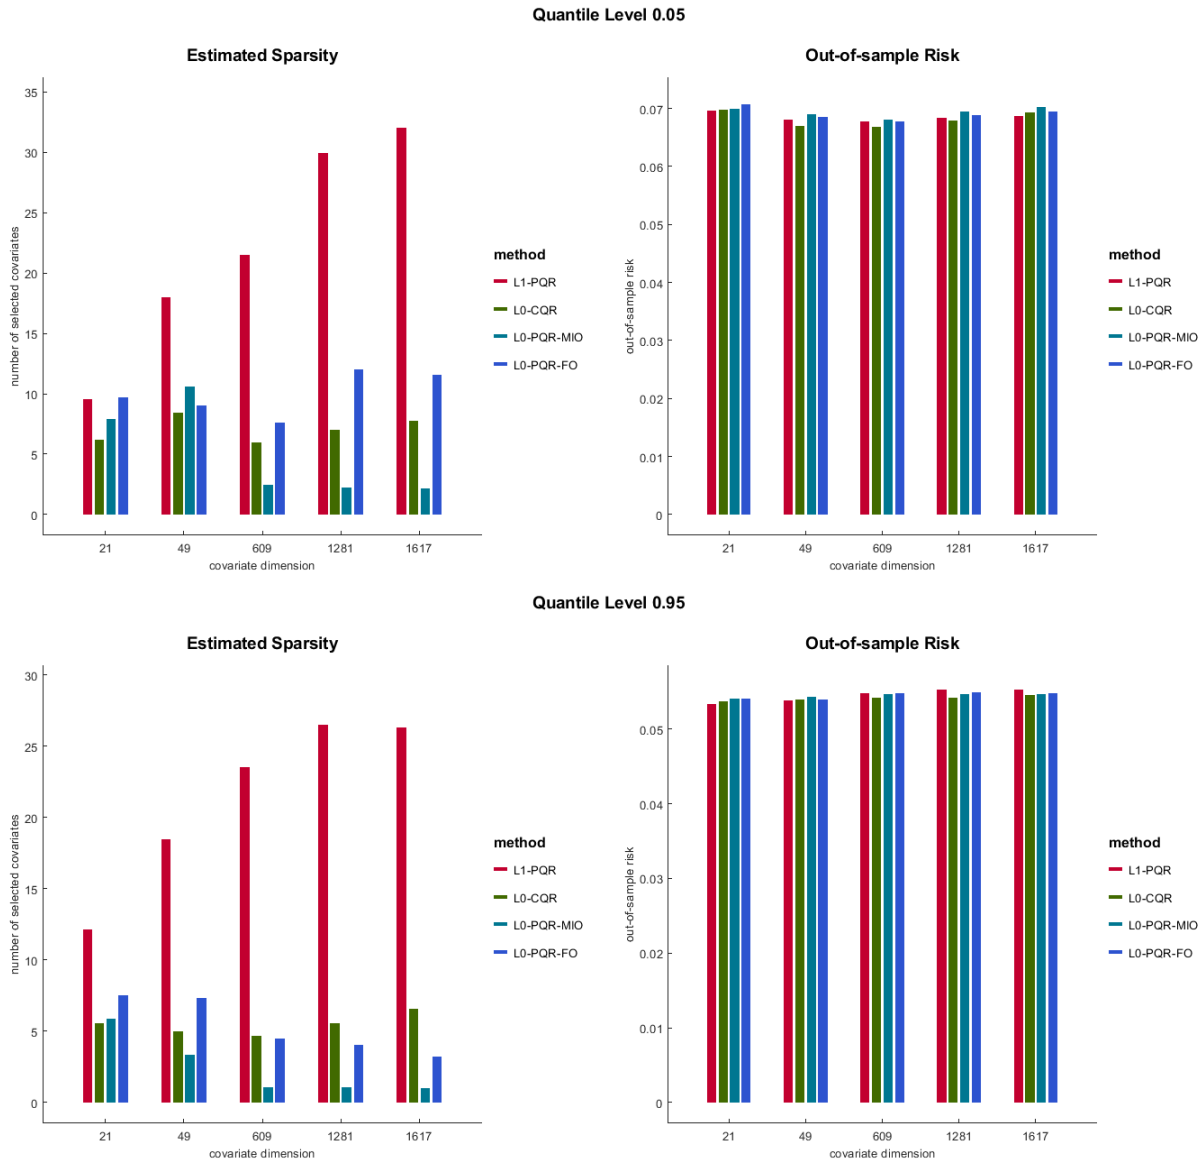 Quantile Level 0.05
Estimated Sparsity
number of selected covariates
35
30
25
20
15
10
5
0
21 49 609 1281 1617
covariate dimension
method
L1-PQR
L0-CQR
L0-PQR-MIO
L0-PQR-FO
Out-of-sample Risk
out-of-sample risk
0.07
0.06
0.05
0.04
0.03
0.02
0.01
0
21 49 609 1281 1617
covariate dimension
method
L1-PQR
L0-CQR
L0-PQR-MIO
L0-PQR-FO
Quantile Level 0.95
Estimated Sparsity
number of selected covariates
30
25
20
15
10
5
0
21 49 609 1281 1617
covariate dimension
method
L1-PQR
L0-CQR
L0-PQR-MIO
L0-PQR-FO
Out-of-sample Risk
out-of-sample risk
0.05
0.04
0.03
0.02
0.01
0
21 49 609 1281 1617
covariate dimension
method
L1-PQR
L0-CQR
L0-PQR-MIO
L0-PQR-FO